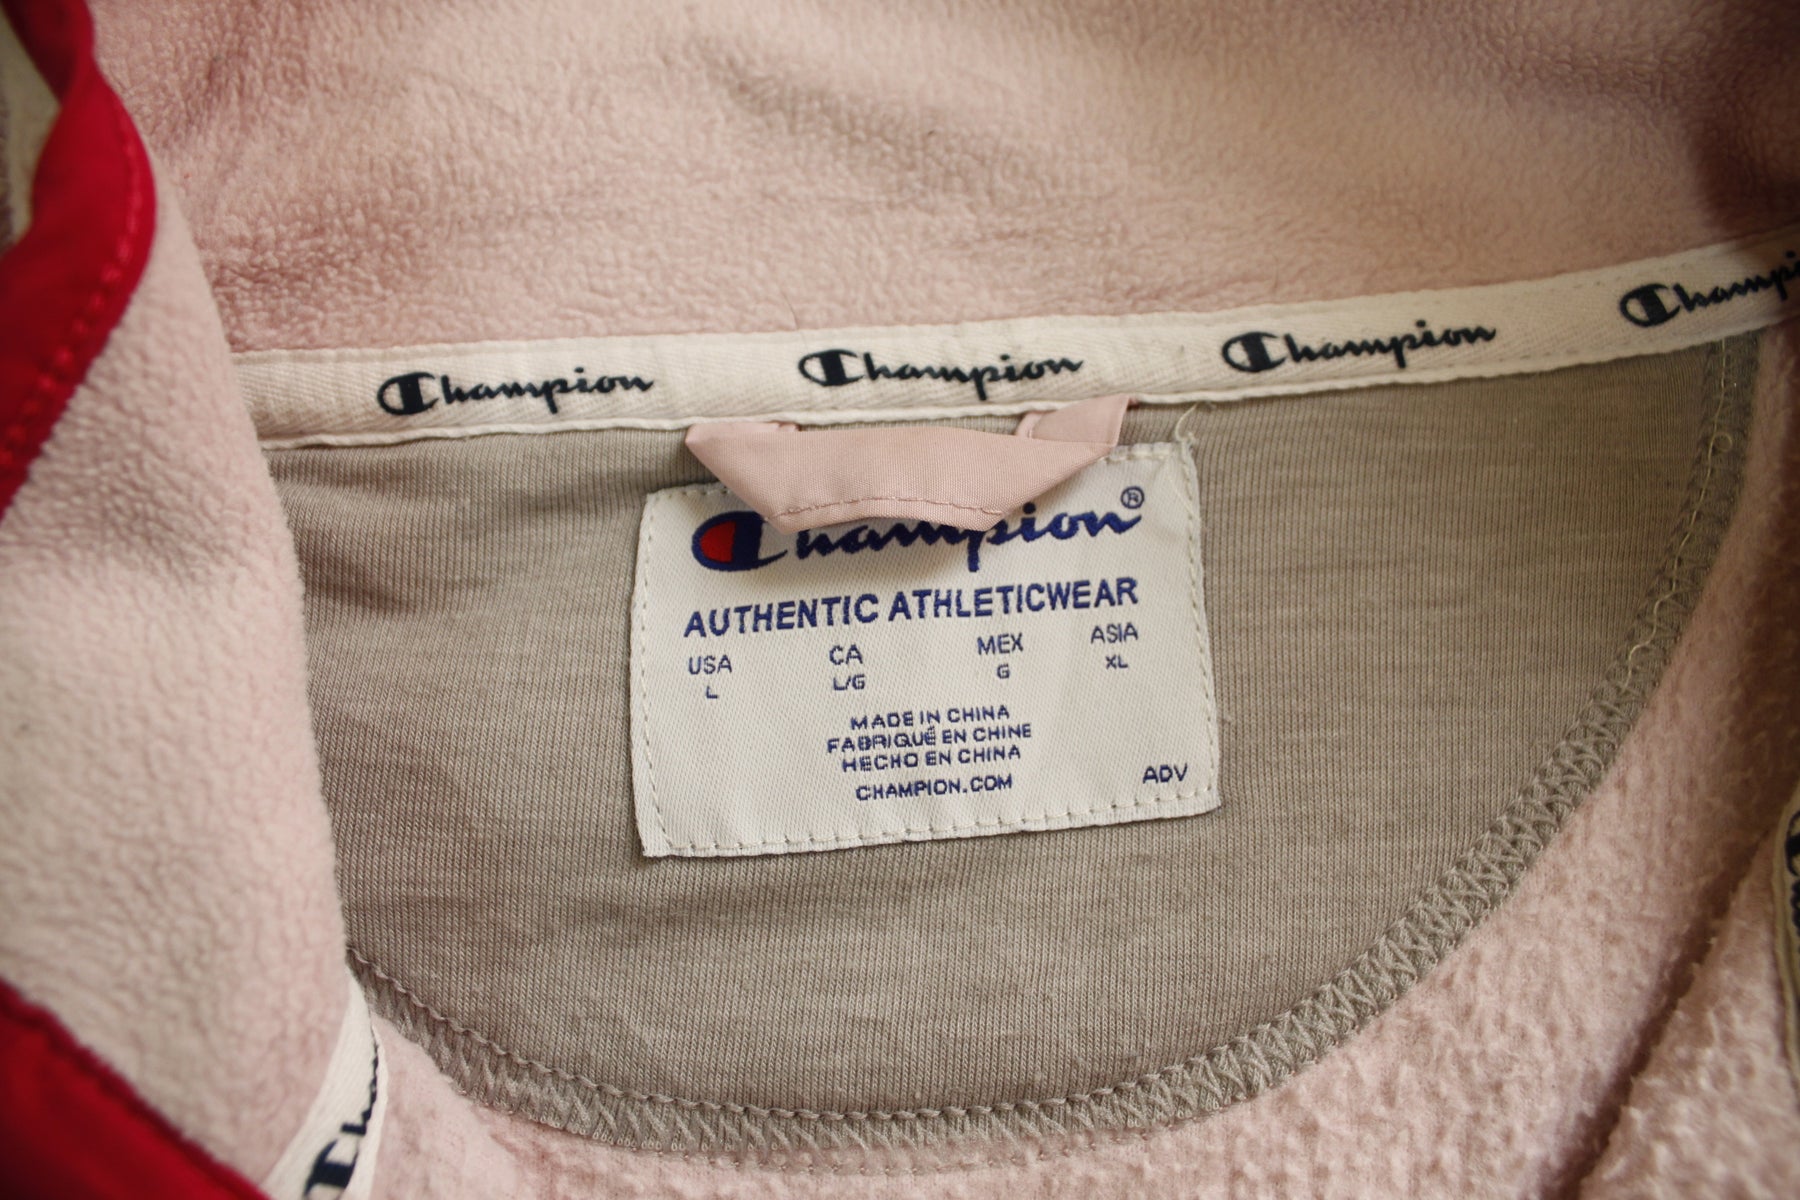 Champion Champion Champion Champion
Champion®
AUTHENTIC ATHLETICWEAR
USA CA MEX ASIA
L L/G G XL
MADE IN CHINA
FABRIQUÉ EN CHINE
HECHO EN CHINA
CHAMPION.COM
ADV